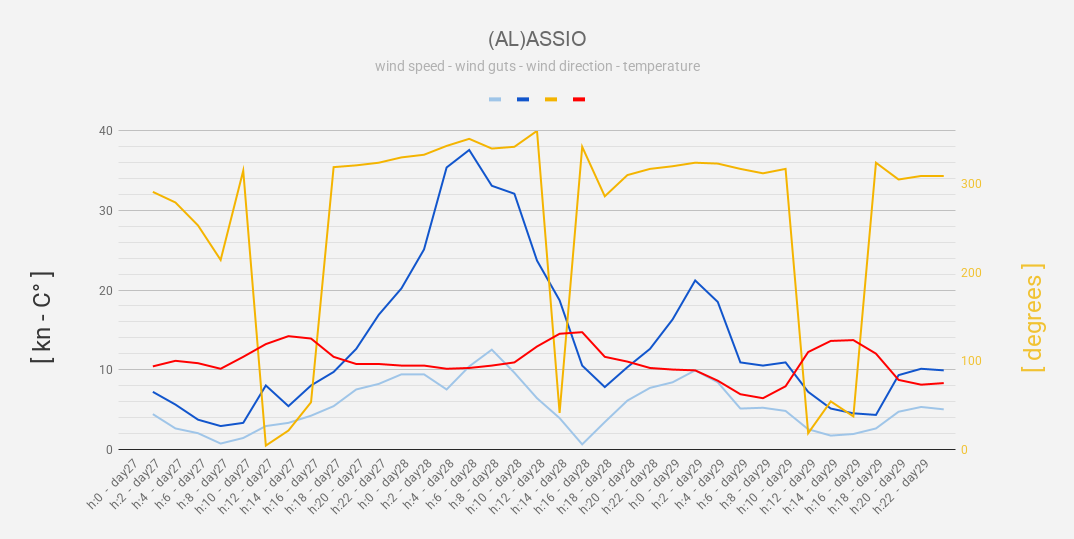 (AL)ASSIO
wind speed - wind guts - wind direction - temperature
[ kn - C° ]
40
30
20
10
0
300
200
100
0
[ degrees ]
h:0 - day27
h:2 - day27
h:4 - day27
h:6 - day27
h:8 - day27
h:10 - day27
h:12 - day27
h:14 - day27
h:16 - day27
h:18 - day27
h:20 - day27
h:22 - day27
h:0 - day28
h:2 - day28
h:4 - day28
h:6 - day28
h:8 - day28
h:10 - day28
h:12 - day28
h:14 - day28
h:16 - day28
h:18 - day28
h:20 - day28
h:22 - day28
h:0 - day29
h:2 - day29
h:4 - day29
h:6 - day29
h:8 - day29
h:10 - day29
h:12 - day29
h:14 - day29
h:16 - day29
h:18 - day29
h:20 - day29
h:22 - day29